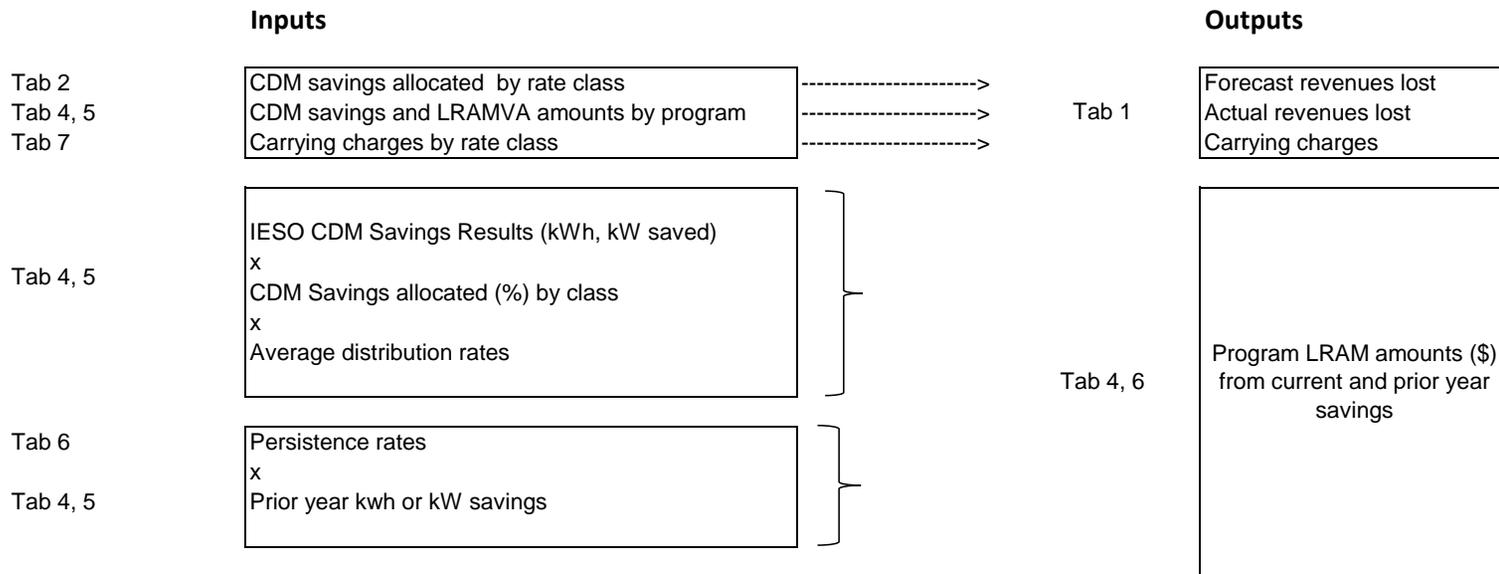 Inputs
Outputs
Tab 2
CDM savings allocated  by rate class
---------------------->
Forecast revenues lost
Tab 4, 5
CDM savings and LRAMVA amounts by program
---------------------->
Tab 1
Actual revenues lost
Tab 7
Carrying charges by rate class
---------------------->
Carrying charges
Tab 4, 5
IESO CDM Savings Results (kWh, kW saved)
x
CDM Savings allocated (%) by class
x
Average distribution rates
Tab 6
Persistence rates
x
Tab 4, 5
Prior year kwh or kW savings
Tab 4, 6
Program LRAM amounts ($)
from current and prior year
savings